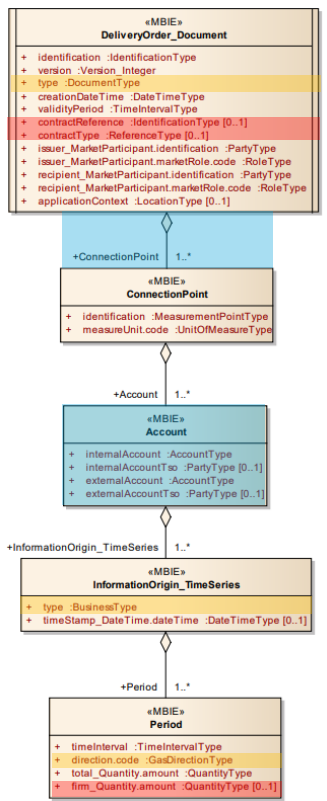 «MBIE»
DeliveryOrder_Document
+ identification :IdentificationType
+ version :Version_Integer
+ type :DocumentType
+ creationDateTime :DateTimeType
+ validityPeriod :TimeIntervalType
+ contractReference :IdentificationType [0..1]
+ contractType :ReferenceType [0..1]
+ issuer_MarketParticipant.identification :PartyType
+ issuer_MarketParticipant.marketRole.code :RoleType
+ recipient_MarketParticipant.identification :PartyType
+ recipient_MarketParticipant.marketRole.code :RoleType
+ applicationContext :LocationType [0..1]
+ConnectionPoint 1..*
«MBIE»
ConnectionPoint
+ identification :MeasurementPointType
+ measureUnit.code :UnitOfMeasureType
+Account 1..*
«MBIE»
Account
+ internalAccount :AccountType
+ internalAccountTso :PartyType [0..1]
+ externalAccount :AccountType
+ externalAccountTso :PartyType [0..1]
+InformationOrigin_TimeSeries 1..*
«MBIE»
InformationOrigin_TimeSeries
+ type :BusinessType
+ timeStamp_DateTime.dateTime :DateTimeType [0..1]
+Period 1..*
«MBIE»
Period
+ timeInterval :TimeIntervalType
+ direction.code :GasDirectionType
+ total_Quantity.amount :QuantityType
+ firm_Quantity.amount :QuantityType [0..1]